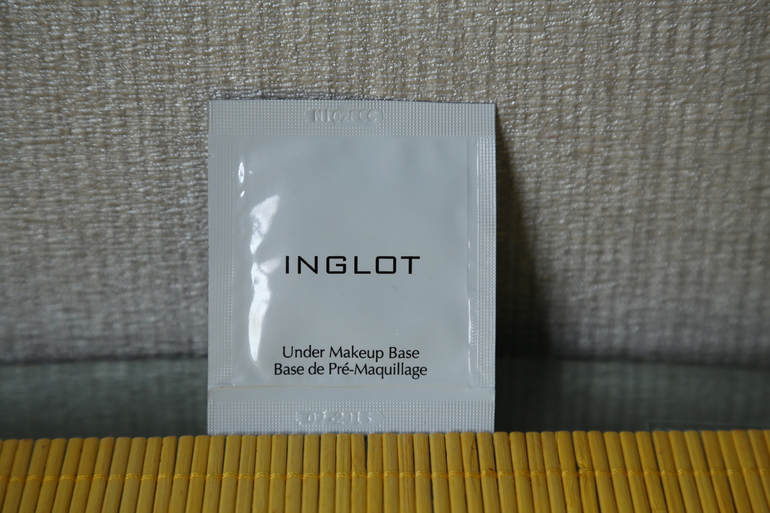 INGLOT
Under Makeup Base
Base de Pré-Maquillage